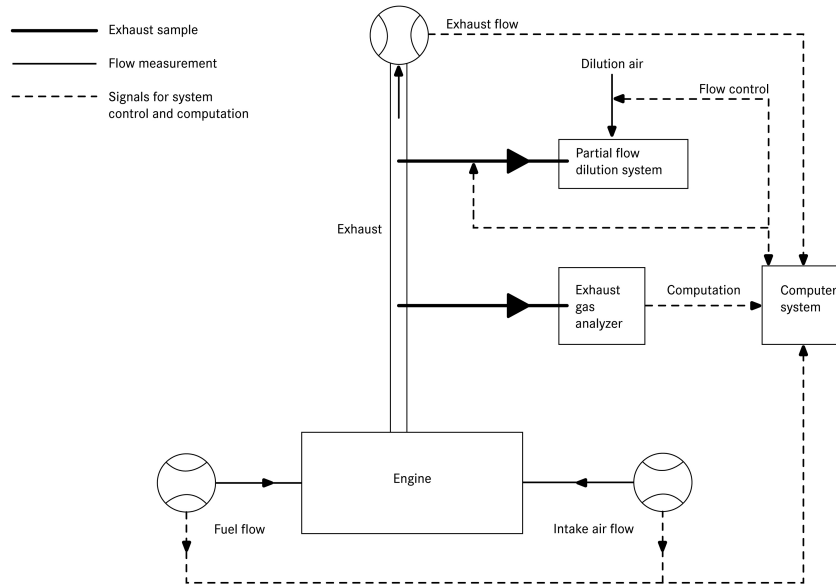 Exhaust sample
Flow measurement
Signals for system
control and computation
Exhaust flow
Dilution air
Flow control
Partial flow
dilution system
Exhaust
Exhaust
gas
analyzer
Computation
Computer
system
Engine
Fuel flow
Intake air flow